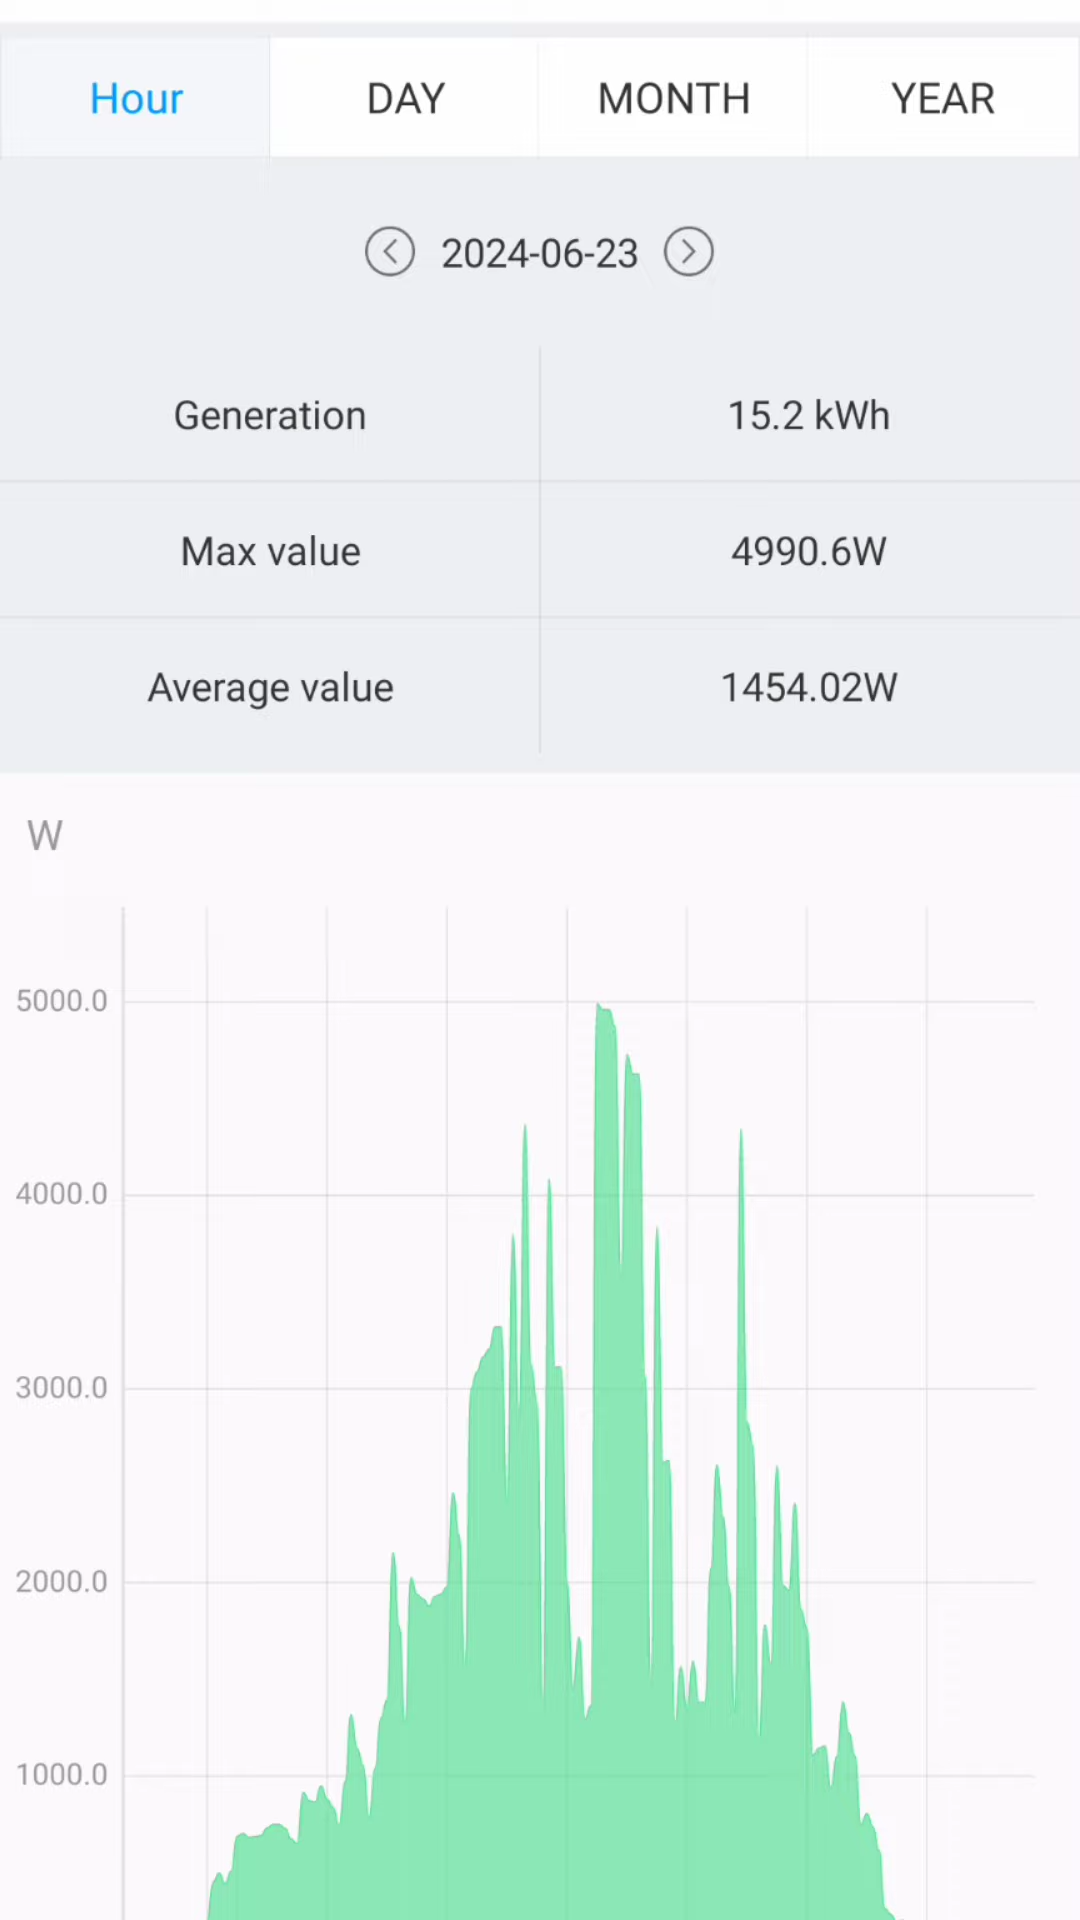 Hour DAY MONTH YEAR
2024-06-23
Generation 15.2 kWh
Max value 4990.6W
Average value 1454.02W
W
5000.0
4000.0
3000.0
2000.0
1000.0